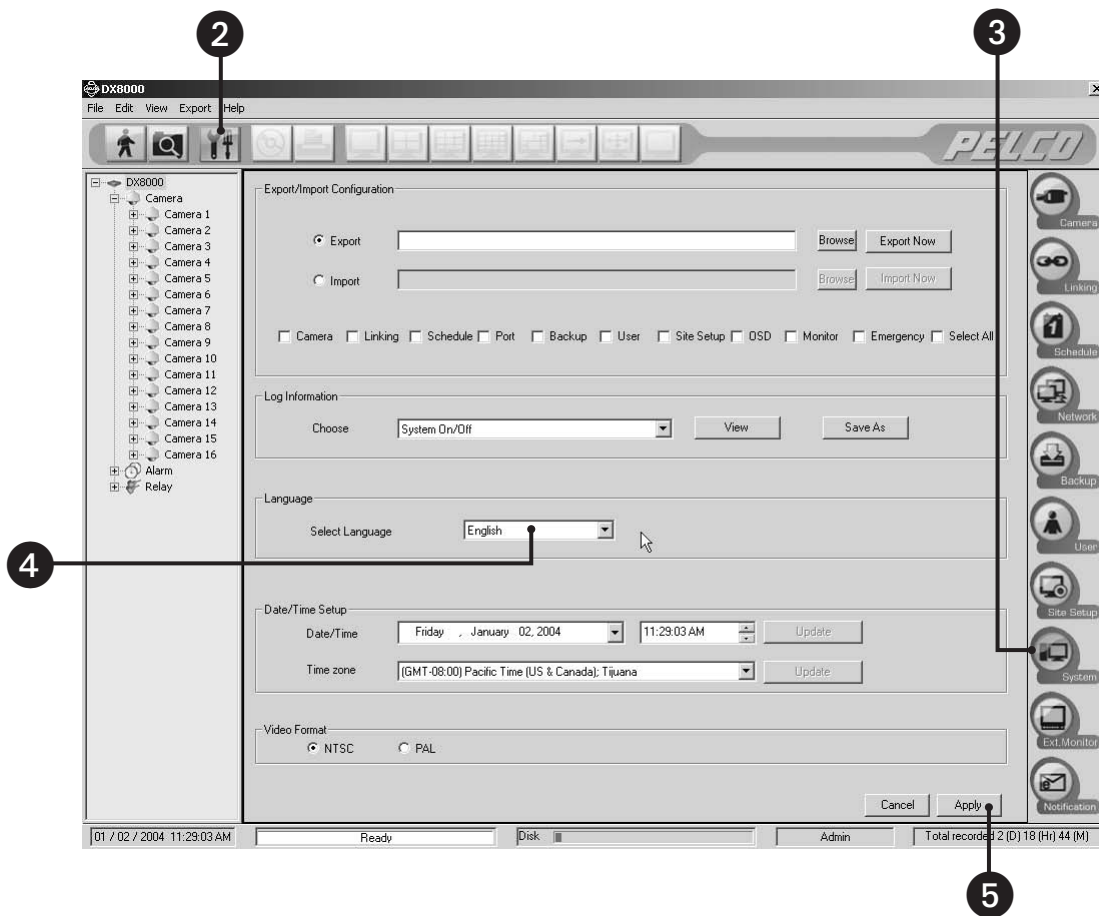 2
3
DX8000
File Edit View Export Help
PELCO
DX8000
Camera
Camera 1
Camera 2
Camera 3
Camera 4
Camera 5
Camera 6
Camera 7
Camera 8
Camera 9
Camera 10
Camera 11
Camera 12
Camera 13
Camera 14
Camera 15
Camera 16
Alarm
Relay
Export/Import Configuration
Export Browse Export Now
Import Browse Import Now
Camera Linking Schedule Port Backup User Site Setup OSD Monitor Emergency Select All
Log Information
Choose System On/Off View Save As
Language
Select Language English
4
Date/Time Setup
Date/Time Friday , January 02, 2004 11:29:03 AM Update
Time zone (GMT-08:00) Pacific Time (US & Canada); Tijuana Update
Video Format
NTSC PAL
Cancel Apply
Camera
Linking
1
Schedule
Network
Backup
User
Site Setup
System
Ext.Monitor
Notification
01 / 02 / 2004 11:29:03 AM Ready Disk Admin Total recorded 2 (D) 18 (Hr) 44 (M)
5